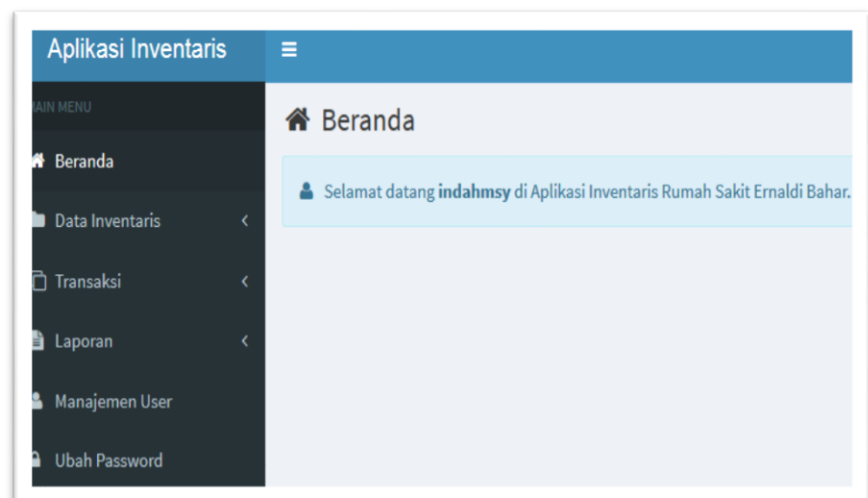 Aplikasi Inventaris
MAIN MENU
Beranda
Data Inventaris
Transaksi
Laporan
Manajemen User
Ubah Password
Beranda
Selamat datang indahmsy di Aplikasi Inventaris Rumah Sakit Ernaldi Bahar.